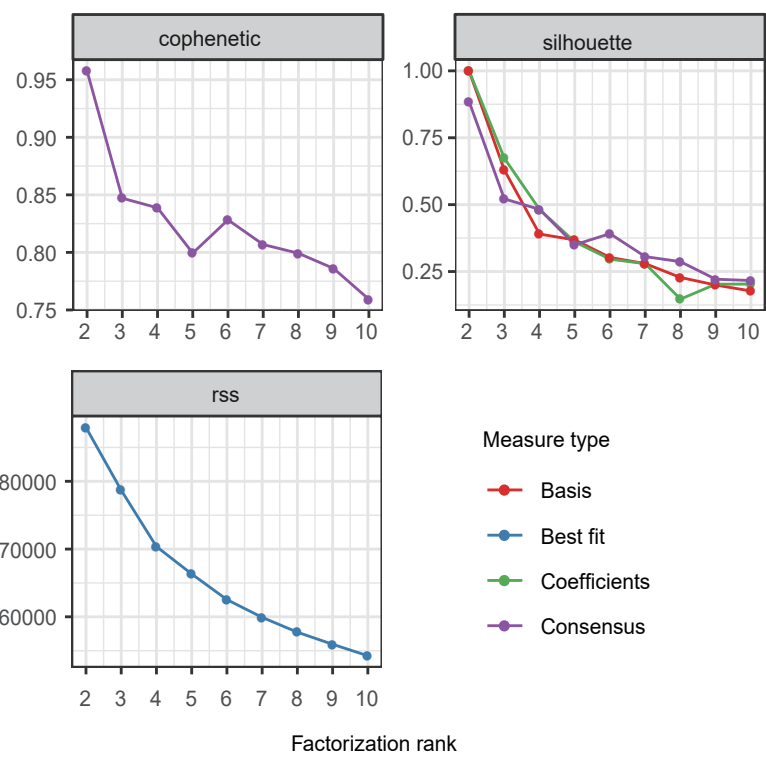 cophenetic
0.95
0.90
0.85
0.80
0.75
2 3 4 5 6 7 8 9 10
silhouette
1.00
0.75
0.50
0.25
2 3 4 5 6 7 8 9 10
rss
80000
70000
60000
2 3 4 5 6 7 8 9 10
Measure type
Basis
Best fit
Coefficients
Consensus
Factorization rank